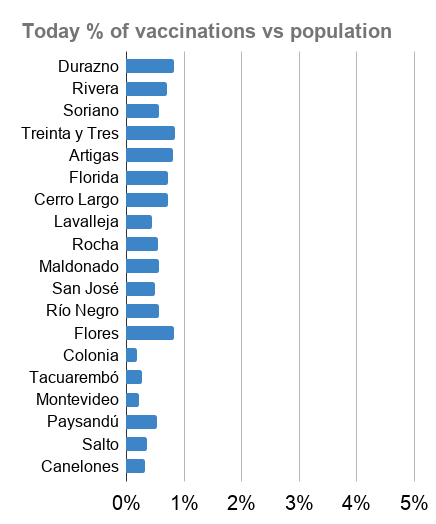 Today % of vaccinations vs population
Durazno
Rivera
Soriano
Treinta y Tres
Artigas
Florida
Cerro Largo
Lavalleja
Rocha
Maldonado
San José
Río Negro
Flores
Colonia
Tacuarembó
Montevideo
Paysandú
Salto
Canelones
0% 1% 2% 3% 4% 5%